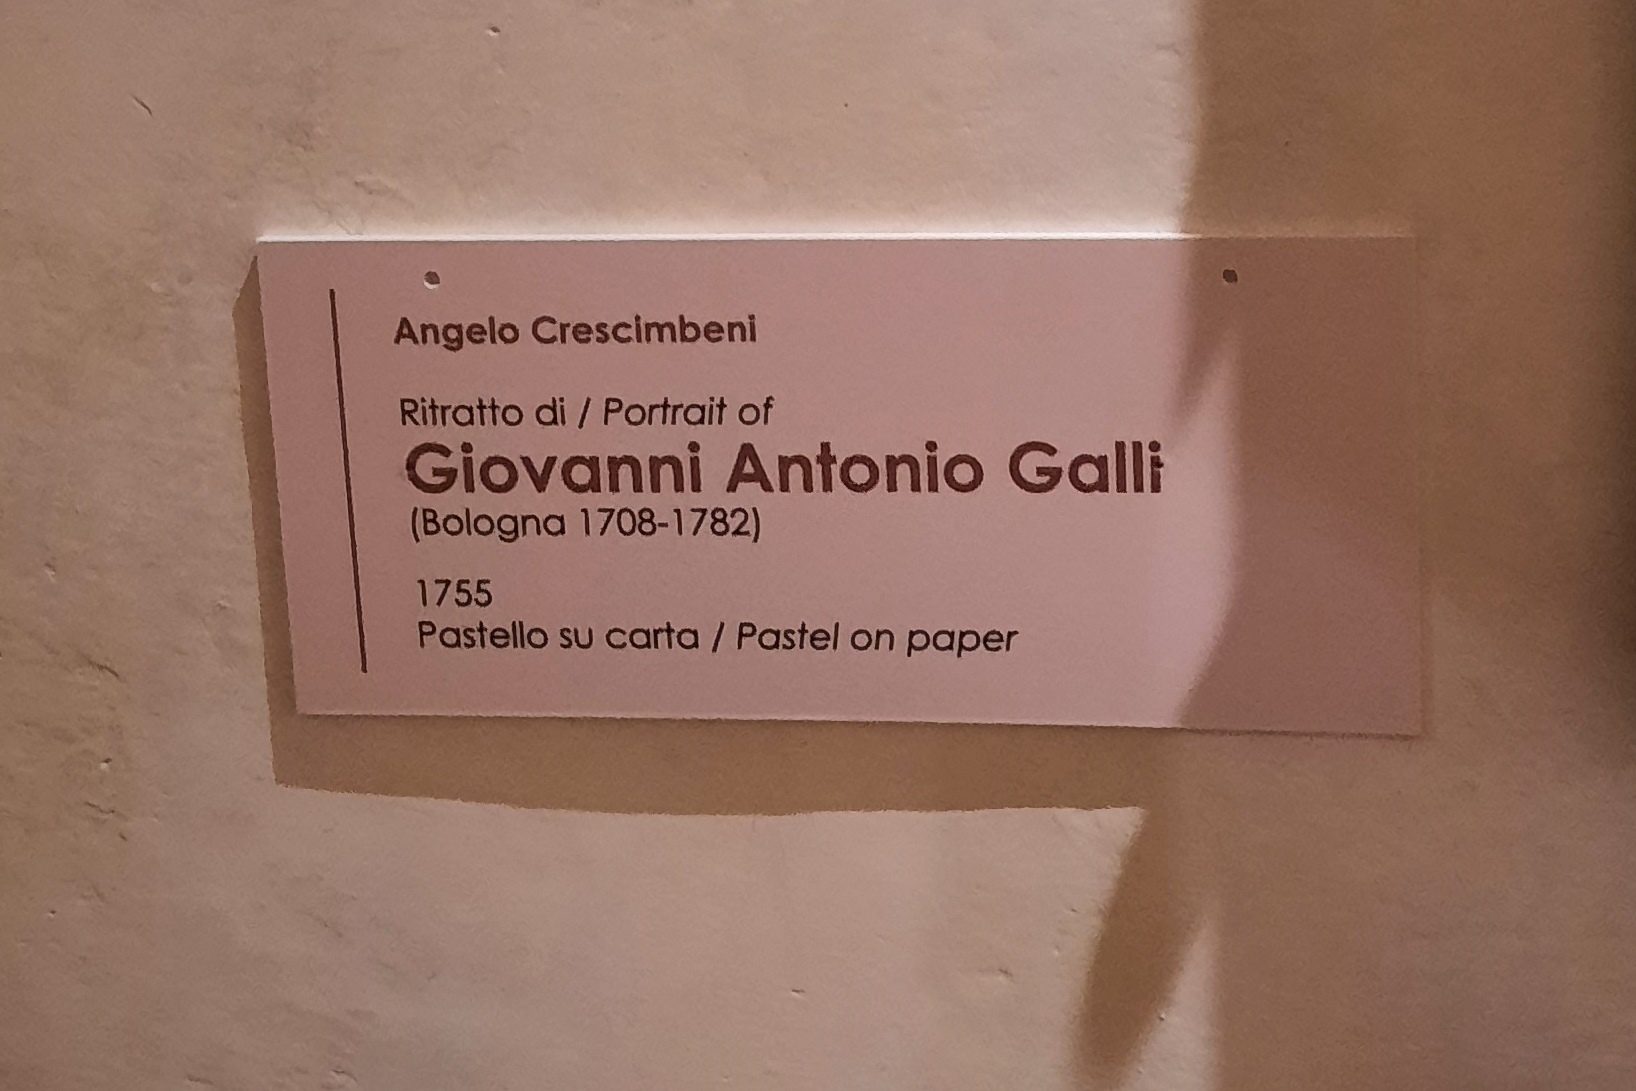 Angelo Crescimbeni
Ritratto di / Portrait of
Giovanni Antonio Galli
(Bologna 1708-1782)
1755
Pastello su carta / Pastel on paper